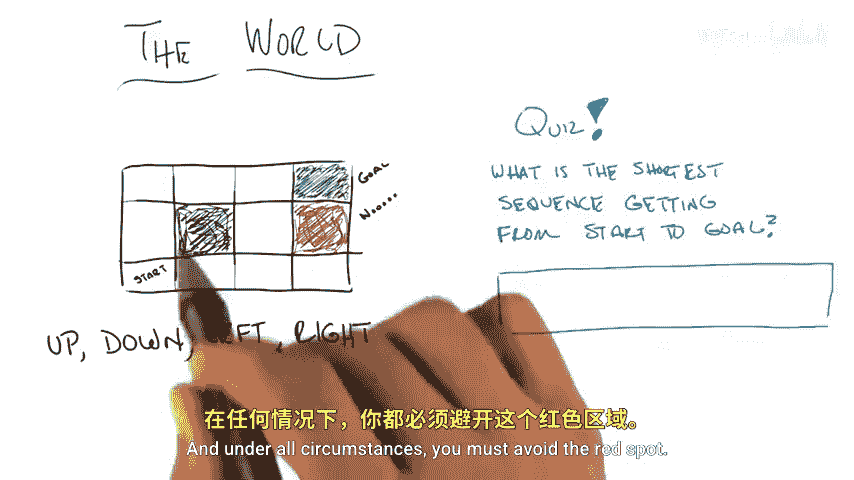 THE WORLD
QUIZ!
WHAT IS THE SHORTEST
SEQUENCE GETTING
FROM START TO GOAL?
GOAL
NO.....
START
UP, DOWN, LEFT, RIGHT
在任何情况下，你都必须避开这个红色区域。
And under all circumstances, you must avoid the red spot.